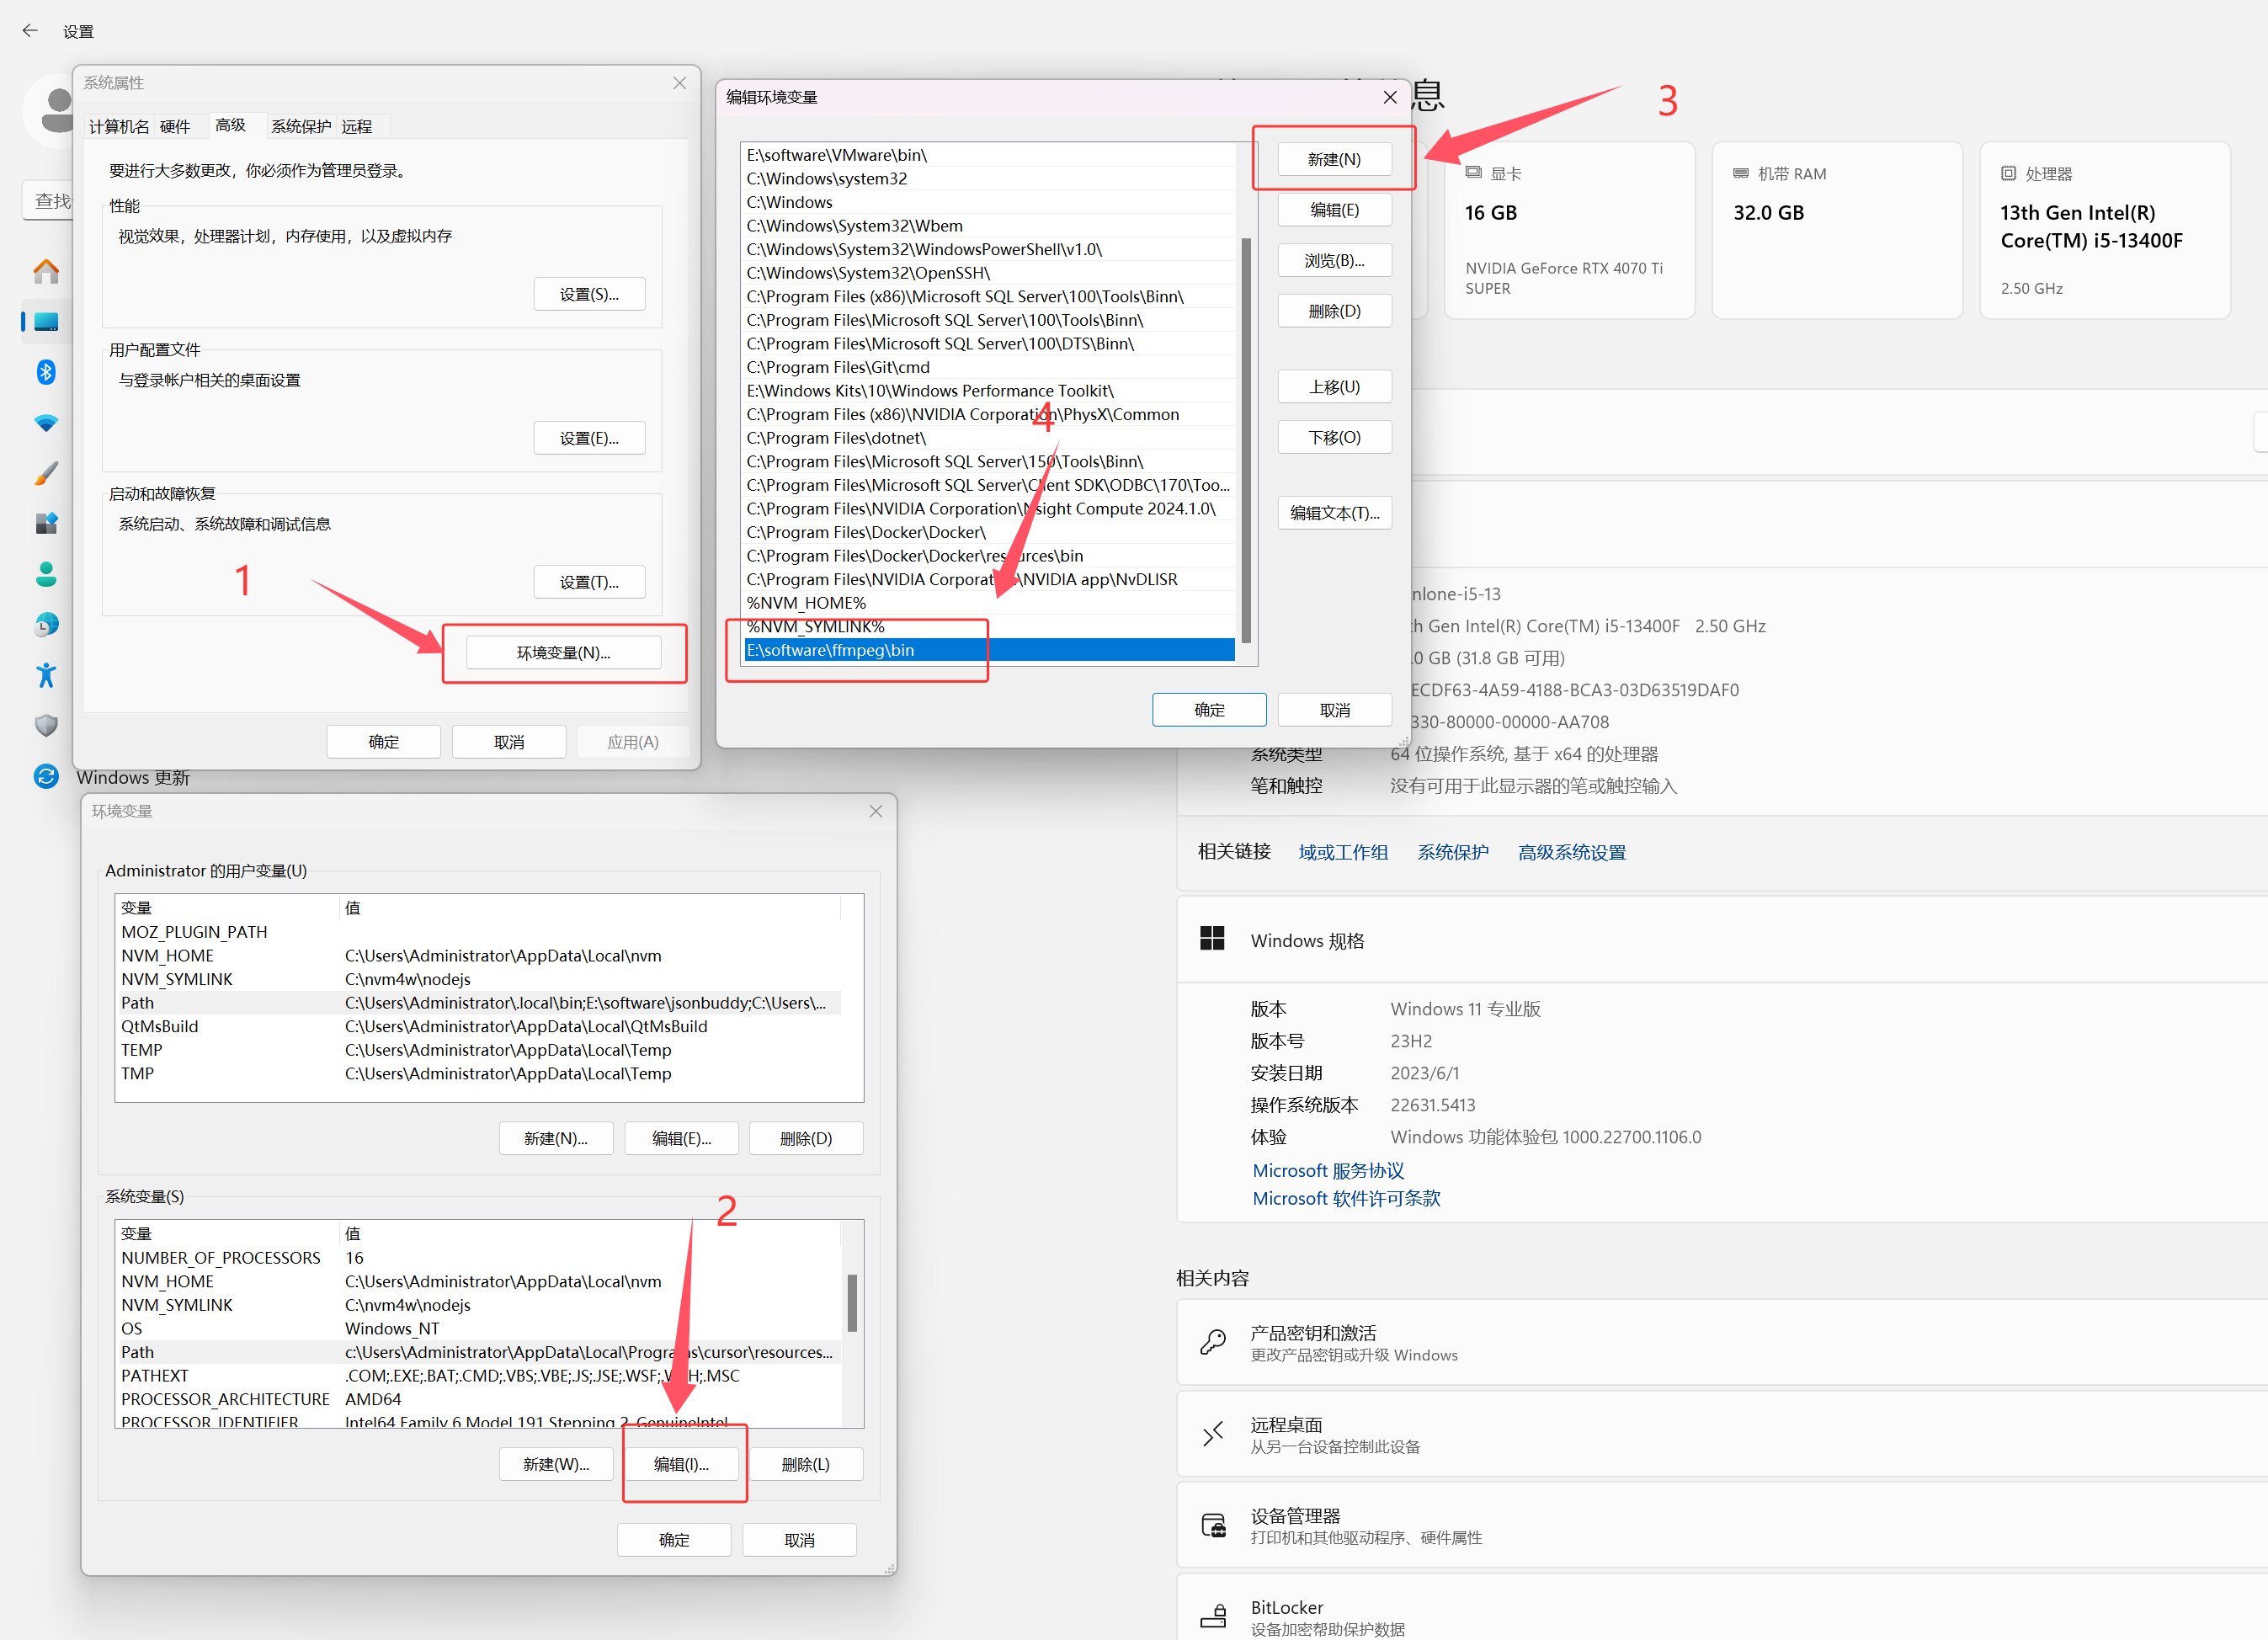 设置
系统属性
计算机名
硬件
高级
系统保护
远程
要进行大多数更改，你必须作为管理员登录。
性能
视觉效果，处理器计划，内存使用，以及虚拟内存
设置(S)...
用户配置文件
与登录帐户相关的桌面设置
设置(E)...
启动和故障恢复
系统启动、系统故障和调试信息
设置(T)...
1
环境变量(N)...
确定
取消
应用(A)
查找
Windows 更新
编辑环境变量
E:\software\VMware\bin\
C:\Windows\system32
C:\Windows
C:\Windows\System32\Wbem
C:\Windows\System32\WindowsPowerShell\v1.0\
C:\Windows\System32\OpenSSH\
C:\Program Files (x86)\Microsoft SQL Server\100\Tools\Binn\
C:\Program Files\Microsoft SQL Server\100\Tools\Binn\
C:\Program Files\Microsoft SQL Server\100\DTS\Binn\
C:\Program Files\Git\cmd
E:\Windows Kits\10\Windows Performance Toolkit\
C:\Program Files (x86)\NVIDIA Corporation\PhysX\Common
C:\Program Files\dotnet\
C:\Program Files\Microsoft SQL Server\150\Tools\Binn\
C:\Program Files\Microsoft SQL Server\Client SDK\ODBC\170\Too...
C:\Program Files\NVIDIA Corporation\Nsight Compute 2024.1.0\
C:\Program Files\Docker\Docker\
C:\Program Files\Docker\Docker\resources\bin
C:\Program Files\NVIDIA Corporation\NVIDIA app\NvDLISR
%NVM_HOME%
%NVM_SYMLINK%
E:\software\ffmpeg\bin
4
新建(N)
编辑(E)
浏览(B)...
删除(D)
上移(U)
下移(O)
编辑文本(T)...
确定
取消
3
息
显卡
16 GB
NVIDIA GeForce RTX 4070 Ti
SUPER
机带 RAM
32.0 GB
处理器
13th Gen Intel(R)
Core(TM) i5-13400F
2.50 GHz
nlone-i5-13
th Gen Intel(R) Core(TM) i5-13400F 2.50 GHz
.0 GB (31.8 GB 可用)
ECDF63-4A59-4188-BCA3-03D63519DAF0
330-80000-00000-AA708
系统类型 64 位操作系统, 基于 x64 的处理器
笔和触控 没有可用于此显示器的笔或触控输入
相关链接 域或工作组 系统保护 高级系统设置
Windows 规格
版本 Windows 11 专业版
版本号 23H2
安装日期 2023/6/1
操作系统版本 22631.5413
体验 Windows 功能体验包 1000.22700.1106.0
Microsoft 服务协议
Microsoft 软件许可条款
相关内容
产品密钥和激活
更改产品密钥或升级 Windows
远程桌面
从另一台设备控制此设备
设备管理器
打印机和其他驱动程序、硬件属性
BitLocker
设备加密帮助保护数据
环境变量
Administrator 的用户变量(U)
变量 值
MOZ_PLUGIN_PATH
NVM_HOME C:\Users\Administrator\AppData\Local\nvm
NVM_SYMLINK C:\nvm4w\nodejs
Path C:\Users\Administrator\.local\bin;E:\software\jsonbuddy;C:\Users\...
QtMsBuild C:\Users\Administrator\AppData\Local\QtMsBuild
TEMP C:\Users\Administrator\AppData\Local\Temp
TMP C:\Users\Administrator\AppData\Local\Temp
新建(N)... 编辑(E)... 删除(D)
系统变量(S)
2
变量 值
NUMBER_OF_PROCESSORS 16
NVM_HOME C:\Users\Administrator\AppData\Local\nvm
NVM_SYMLINK C:\nvm4w\nodejs
OS Windows_NT
Path c:\Users\Administrator\AppData\Local\Programs\cursor\resources...
PATHEXT .COM;.EXE;.BAT;.CMD;.VBS;.VBE;.JS;.JSE;.WSF;.WSH;.MSC
PROCESSOR_ARCHITECTURE AMD64
PROCESSOR_IDENTIFIER Intel64 Family 6 Model 191 Stepping 2, GenuineIntel
新建(W)... 编辑(I)... 删除(L)
确定 取消